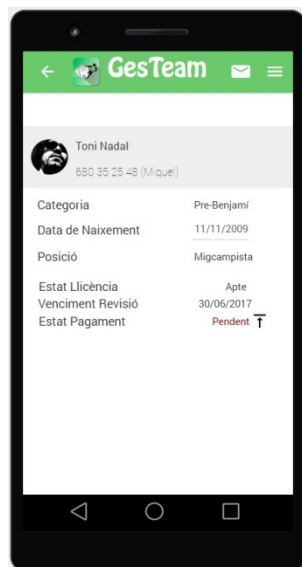 GesTeam
Toni Nadal
680 35 25 48 (Miquel)
Categoria Pre-Benjamí
Data de Naixement 11/11/2009
Posició Migcampista
Estat Llicència Apte
Venciment Revisió 30/06/2017
Estat Pagament Pendent